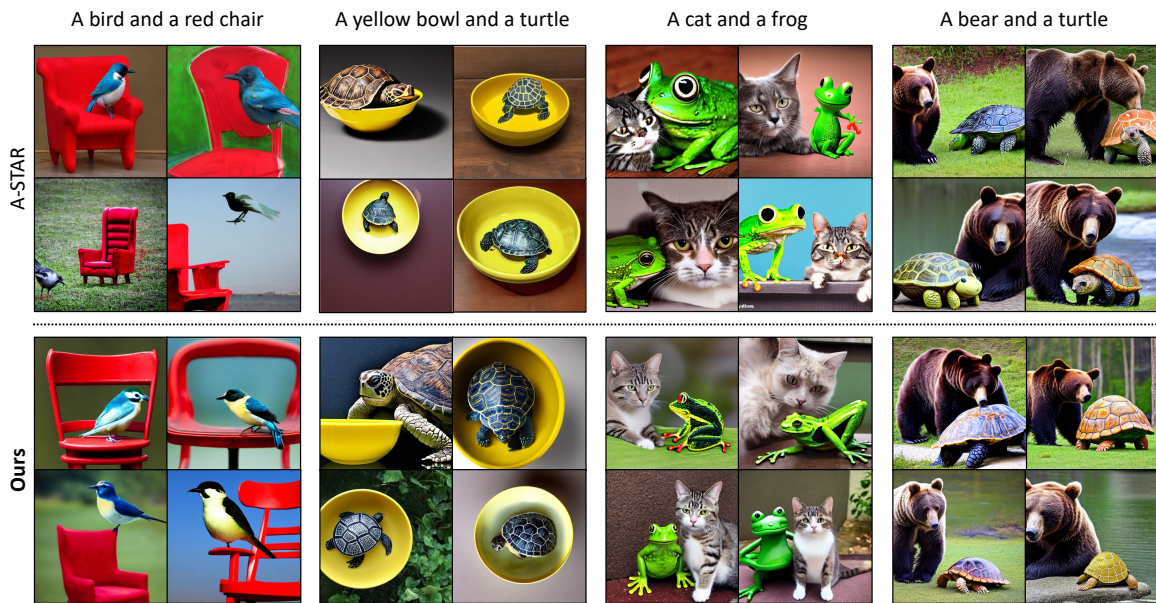 A bird and a red chair
A yellow bowl and a turtle
A cat and a frog
A bear and a turtle
A-STAR
Ours